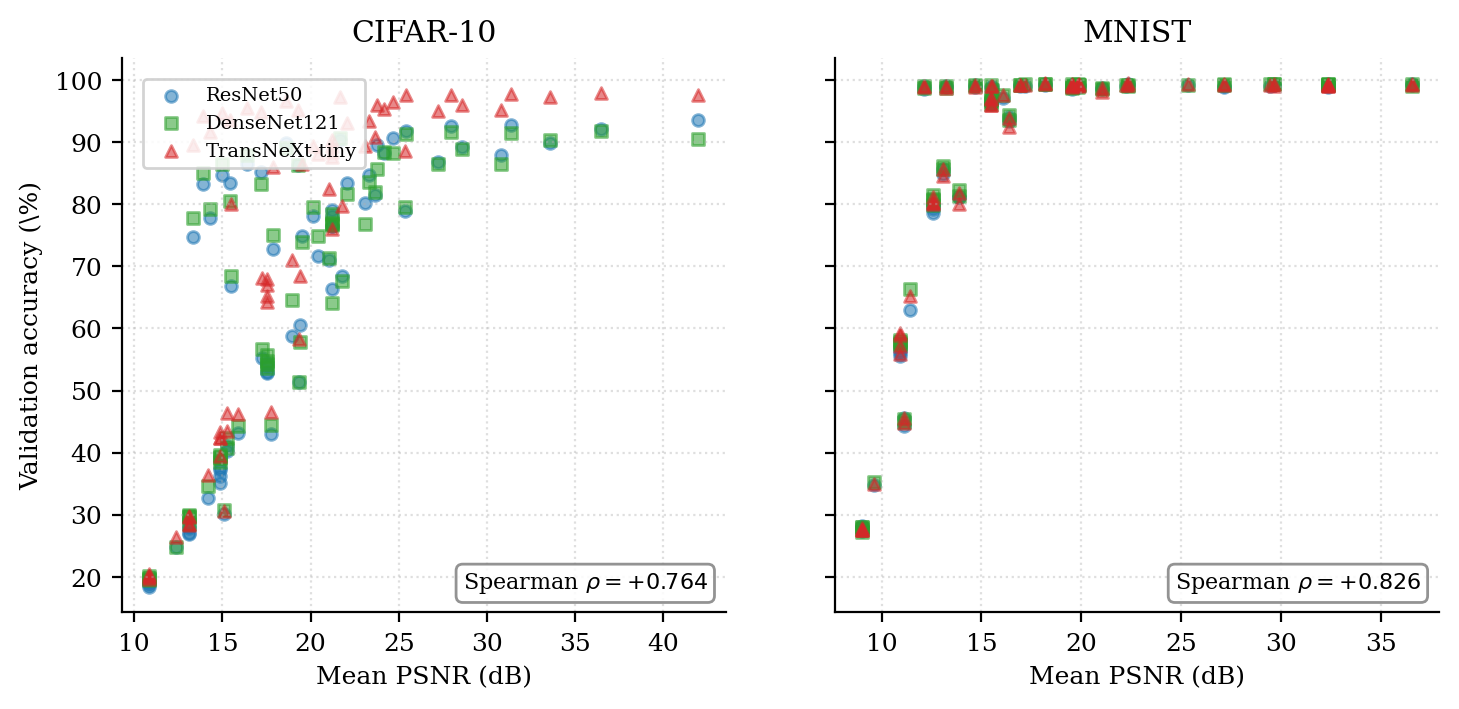 CIFAR-10
MNIST
100
90
80
70
60
50
40
30
20
Validation accuracy (\%)
ResNet50
DenseNet121
TransNeXt-tiny
Spearman ρ = +0.764
Spearman ρ = +0.826
10 15 20 25 30 35 40
10 15 20 25 30 35
Mean PSNR (dB)
Mean PSNR (dB)